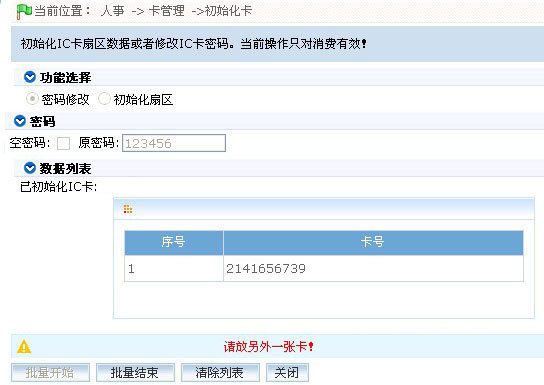 当前位置： 人事 -> 卡管理 ->初始化卡
初始化IC卡扇区数据或者修改IC卡密码。当前操作只对消费有效!
功能选择
密码修改 初始化扇区
密码
空密码: 原密码: 123456
数据列表
已初始化IC卡:
序号 卡号
1 2141656739
请放另外一张卡!
批量开始 批量结束 清除列表 关闭